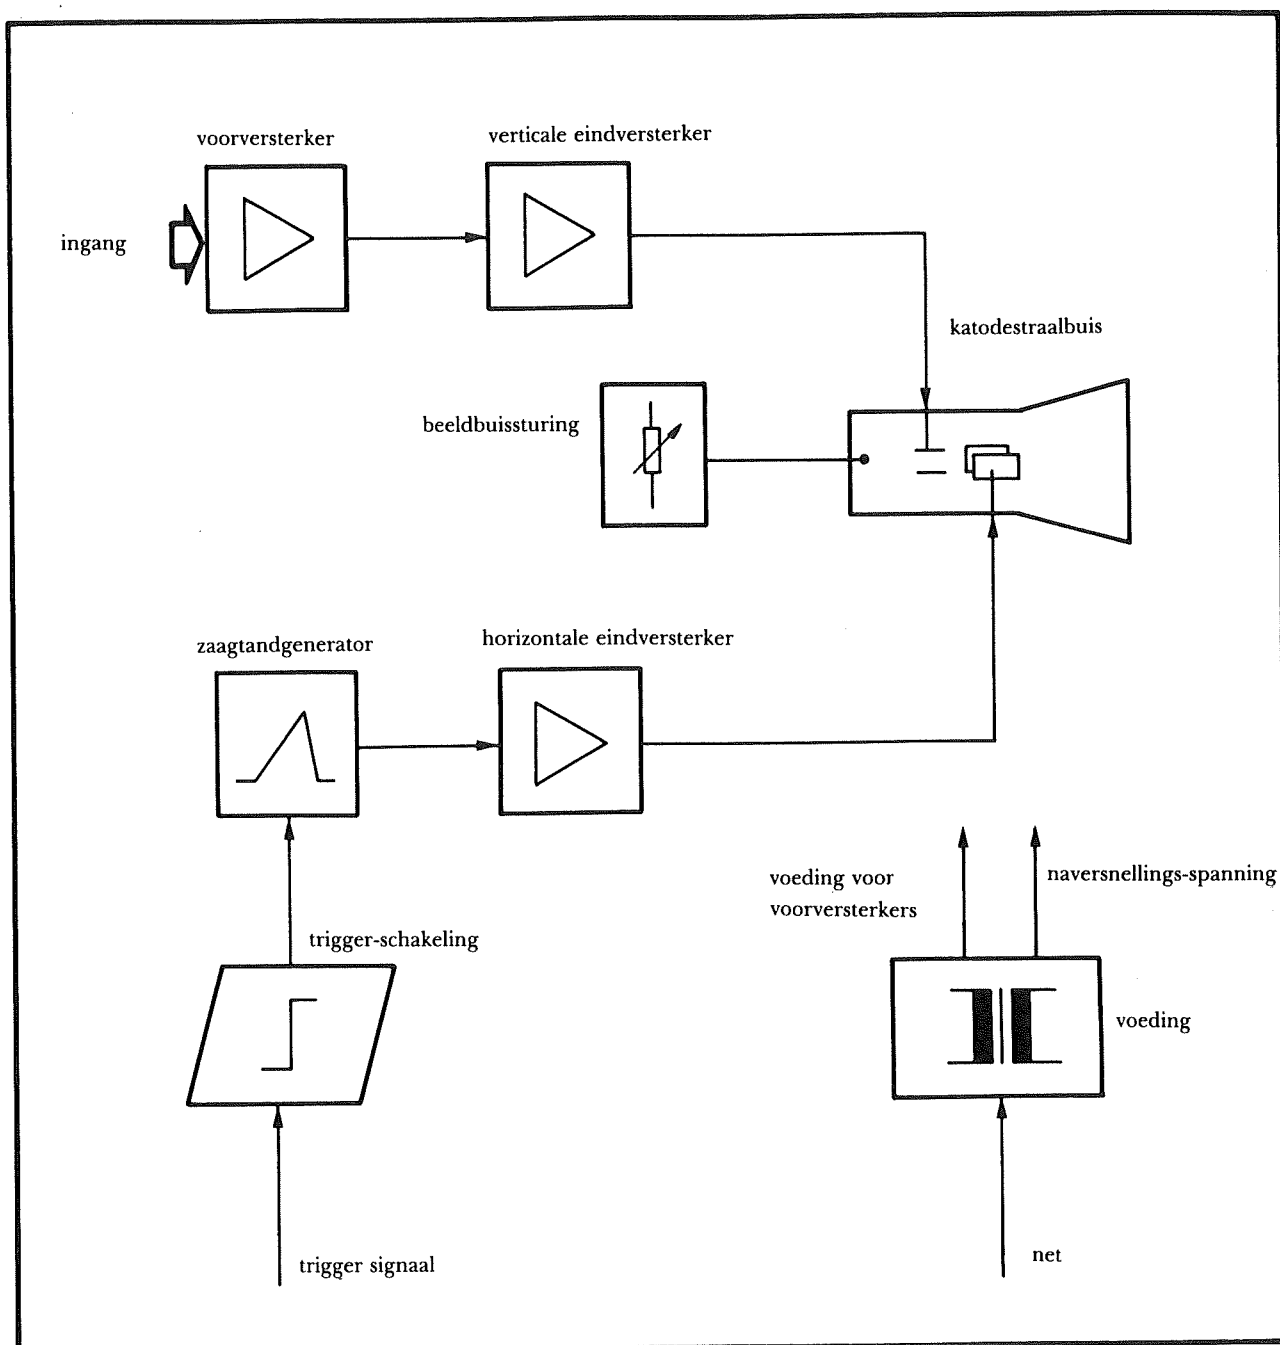 voorversterker
verticale eindversterker
ingang
katodestraalbuis
beeldbuissturing
zaagtandgenerator
horizontale eindversterker
voeding voor
voorversterkers
naversnellings-spanning
trigger-schakeling
voeding
trigger signaal
net